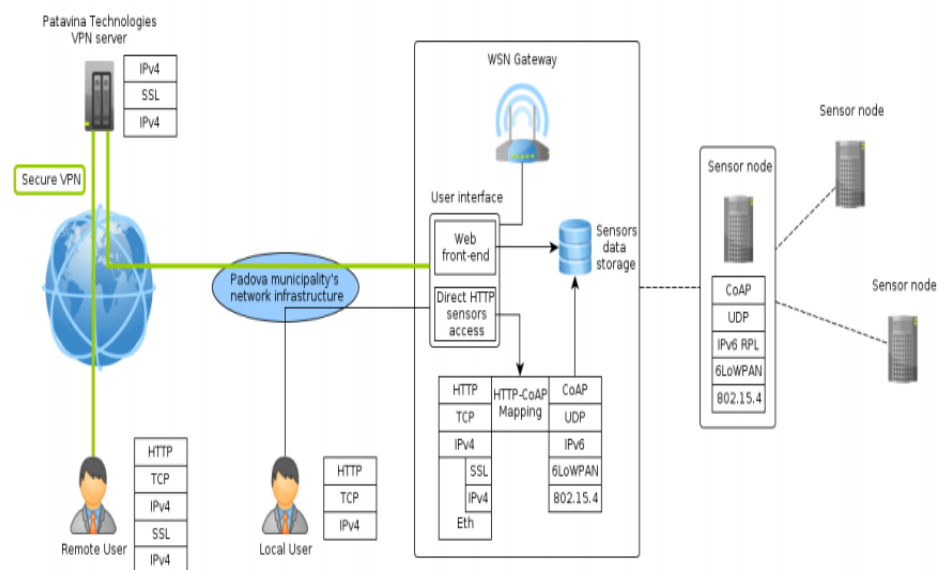 Patavina Technologies
VPN server
IPv4
SSL
IPv4
Secure VPN
WSN Gateway
User interface
Web
front-end
Direct HTTP
sensors
access
Sensors
data
storage
Padova municipality's
network infrastructure
HTTP
TCP
IPv4
SSL
IPv4
Eth
HTTP-CoAP
Mapping
CoAP
UDP
IPv6
6LoWPAN
802.15.4
Sensor node
CoAP
UDP
IPv6 RPL
6LoWPAN
802.15.4
Sensor node
Sensor node
Remote User
HTTP
TCP
IPv4
SSL
IPv4
Local User
HTTP
TCP
IPv4